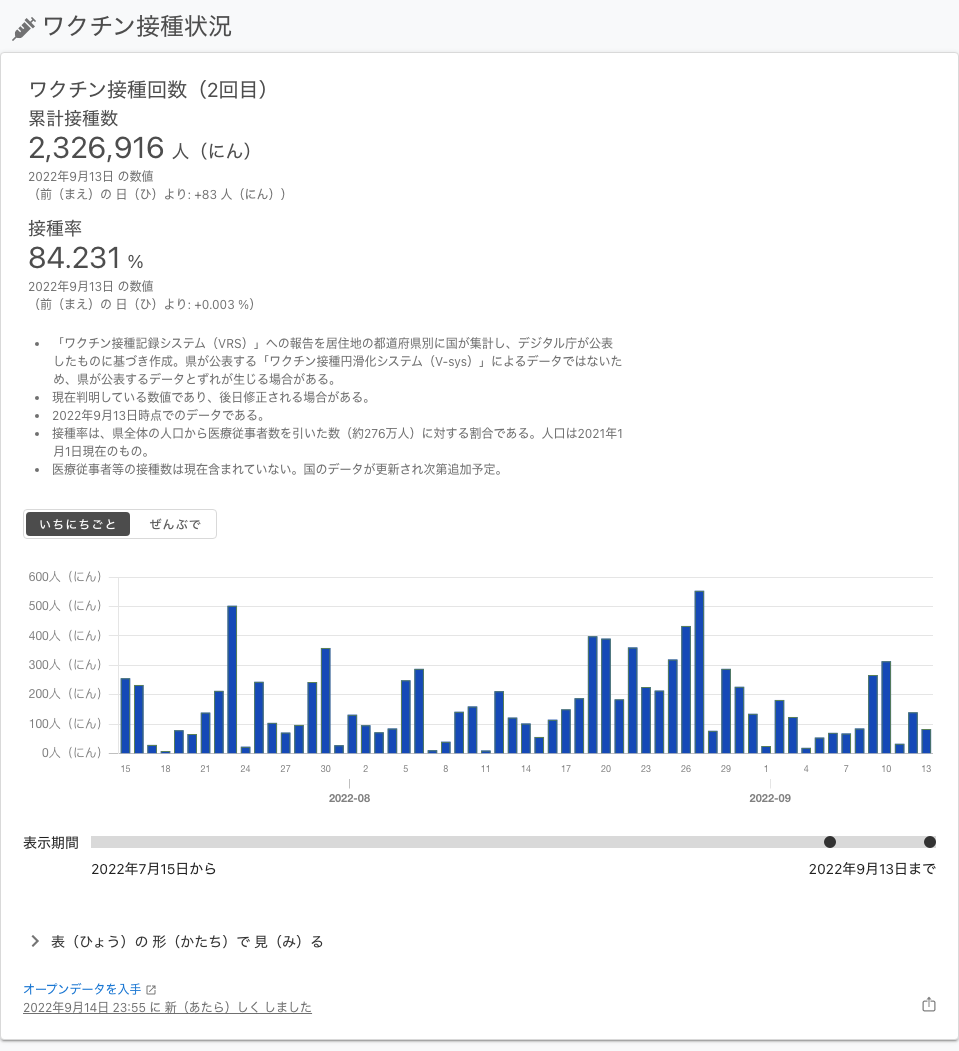 ワクチン接種状況
ワクチン接種回数（2回目）
累計接種数
2,326,916 人（にん）
2022年9月13日 の数値
（前（まえ）の 日（ひ）より: +83 人（にん））
接種率
84.231 %
2022年9月13日 の数値
（前（まえ）の 日（ひ）より: +0.003 %）
• 「ワクチン接種記録システム（VRS）」への報告を居住地の都道府県別に国が集計し、デジタル庁が公表
したものに基づき作成。県が公表する「ワクチン接種円滑化システム（V-sys）」によるデータではないた
め、県が公表するデータとずれが生じる場合がある。
• 現在判明している数値であり、後日修正される場合がある。
• 2022年9月13日時点でのデータである。
• 接種率は、県全体の人口から医療従事者数を引いた数（約276万人）に対する割合である。人口は2021年1
月1日現在のもの。
• 医療従事者等の接種数は現在含まれていない。国のデータが更新され次第追加予定。
いちにちごと ぜんぶで
600人（にん）
500人（にん）
400人（にん）
300人（にん）
200人（にん）
100人（にん）
0人（にん）
15 18 21 24 27 30 2 5 8 11 14 17 20 23 26 29 1 4 7 10 13
2022-08 2022-09
表示期間
2022年7月15日から 2022年9月13日まで
表（ひょう）の 形（かたち）で 見（み）る
オープンデータを入手
2022年9月14日 23:55 に 新（あたら）しく しました